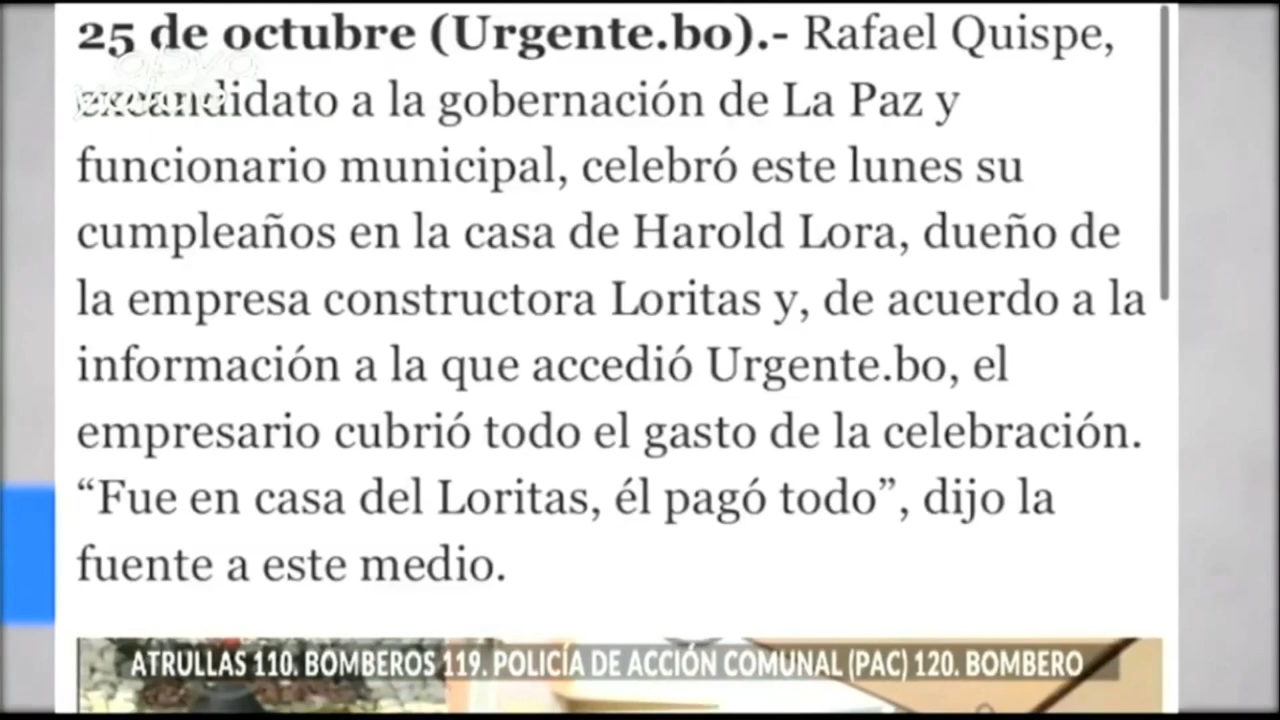 25 de octubre (Urgente.bo).- Rafael Quispe,
excandidato a la gobernación de La Paz y
funcionario municipal, celebró este lunes su
cumpleaños en la casa de Harold Lora, dueño de
la empresa constructora Loritas y, de acuerdo a la
información a la que accedió Urgente.bo, el
empresario cubrió todo el gasto de la celebración.
“Fue en casa del Loritas, él pagó todo”, dijo la
fuente a este medio.
ATRULLAS 110. BOMBEROS 119. POLICÍA DE ACCIÓN COMUNAL (PAC) 120. BOMBERO